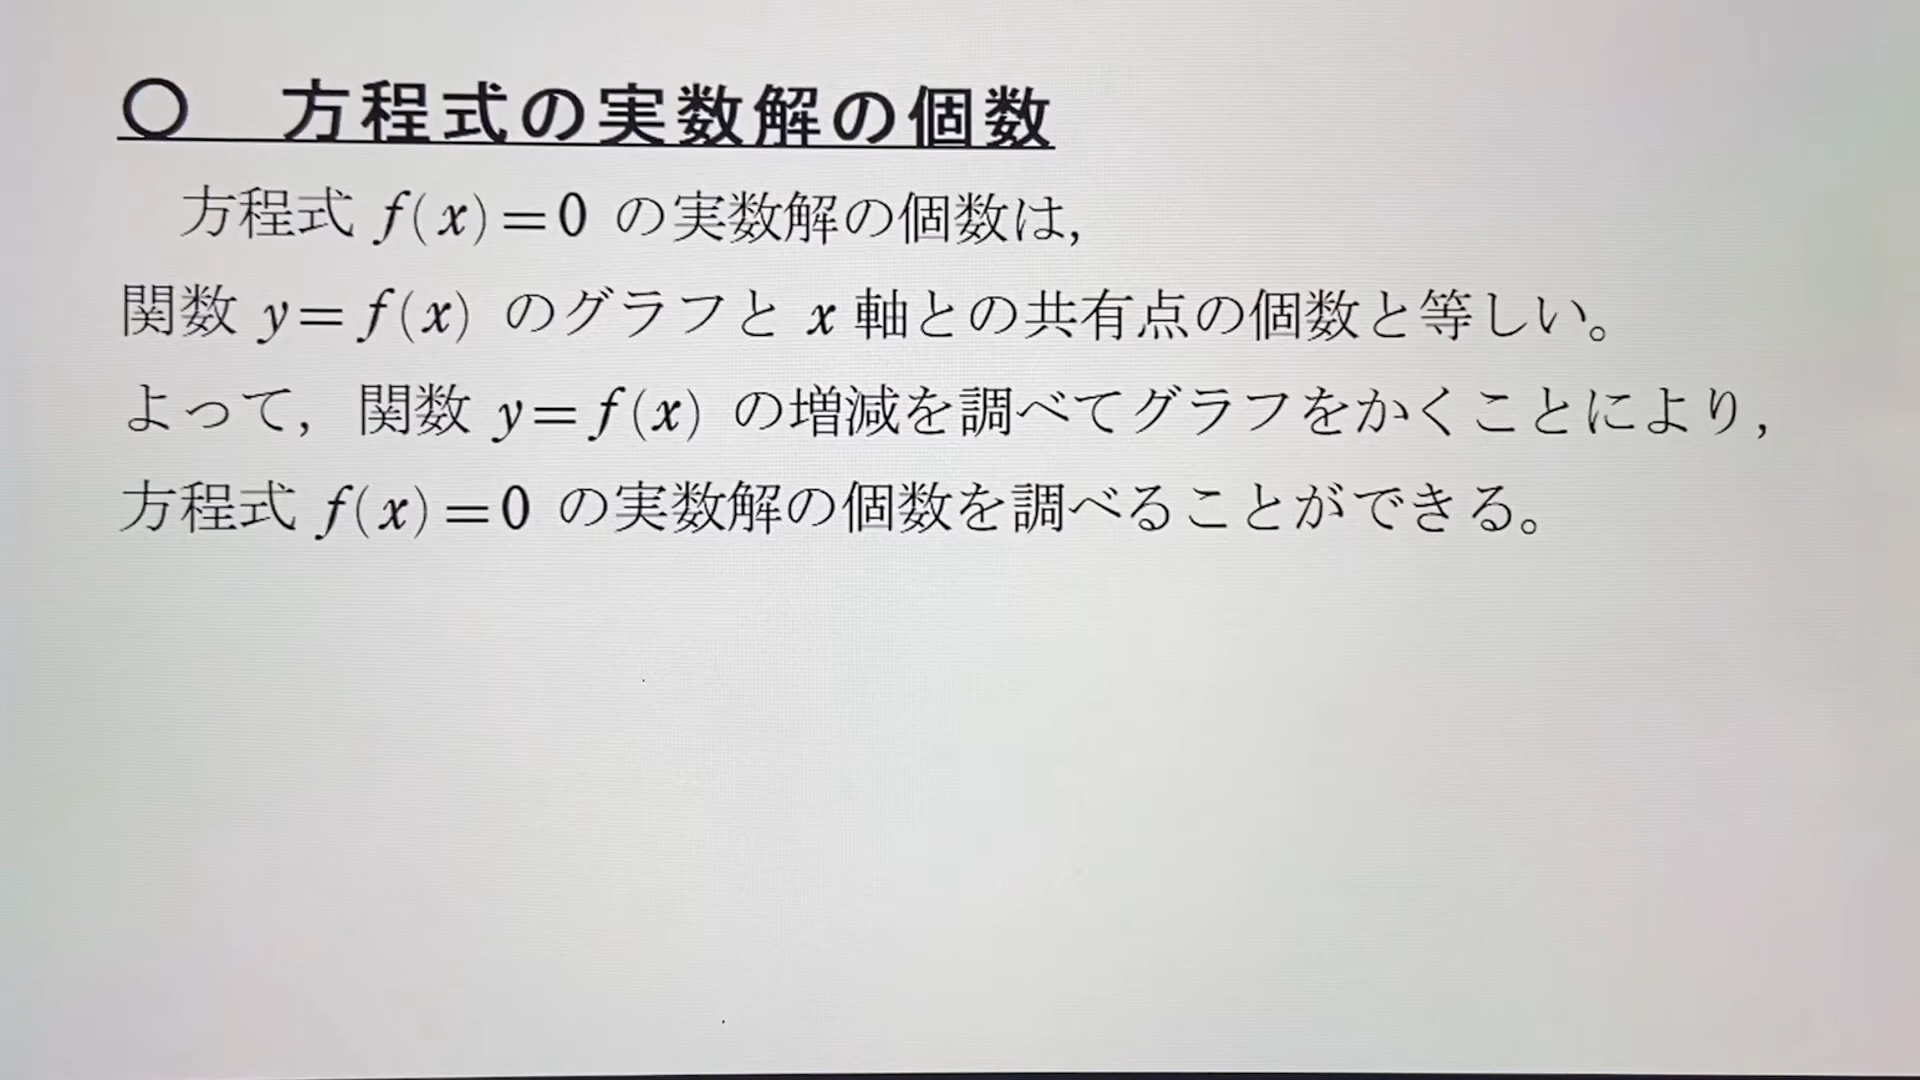 ○　方程式の実数解の個数
方程式 f(x)=0 の実数解の個数は,
関数 y=f(x) のグラフと x 軸との共有点の個数と等しい。
よって, 関数 y=f(x) の増減を調べてグラフをかくことにより,
方程式 f(x)=0 の実数解の個数を調べることができる。